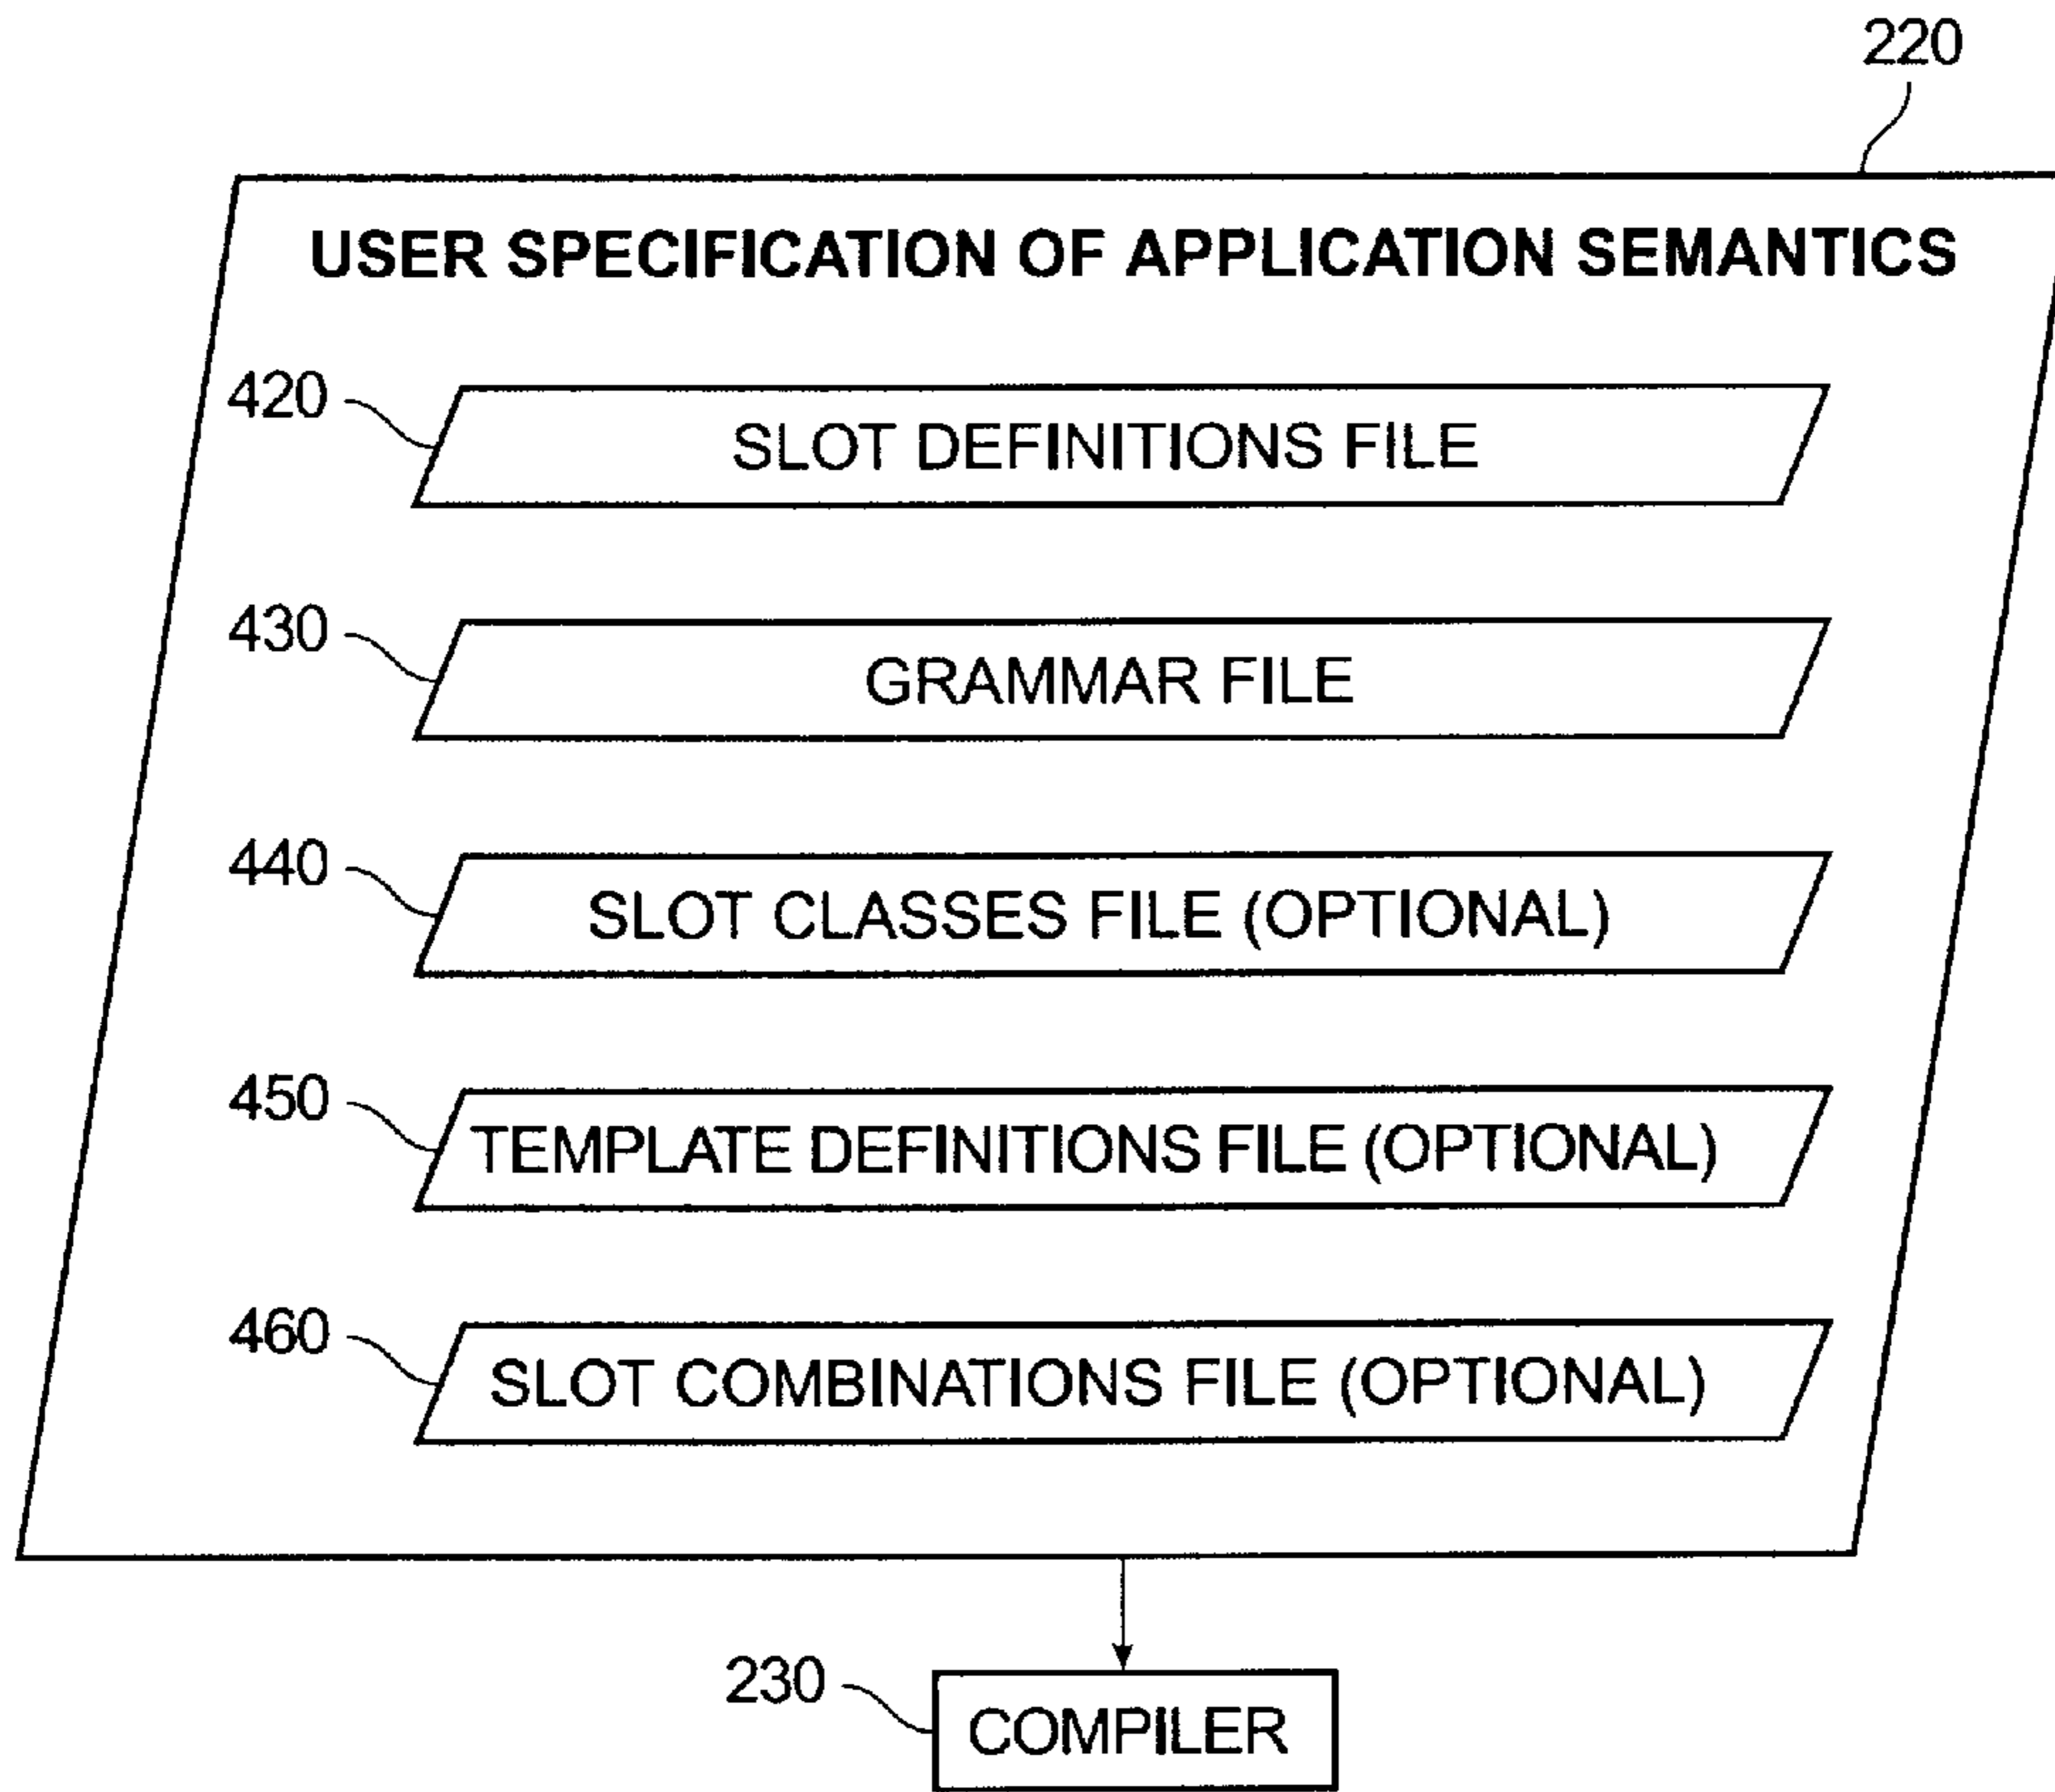 220
USER SPECIFICATION OF APPLICATION SEMANTICS
420
SLOT DEFINITIONS FILE
430
GRAMMAR FILE
440
SLOT CLASSES FILE (OPTIONAL)
450
TEMPLATE DEFINITIONS FILE (OPTIONAL)
460
SLOT COMBINATIONS FILE (OPTIONAL)
230
COMPILER